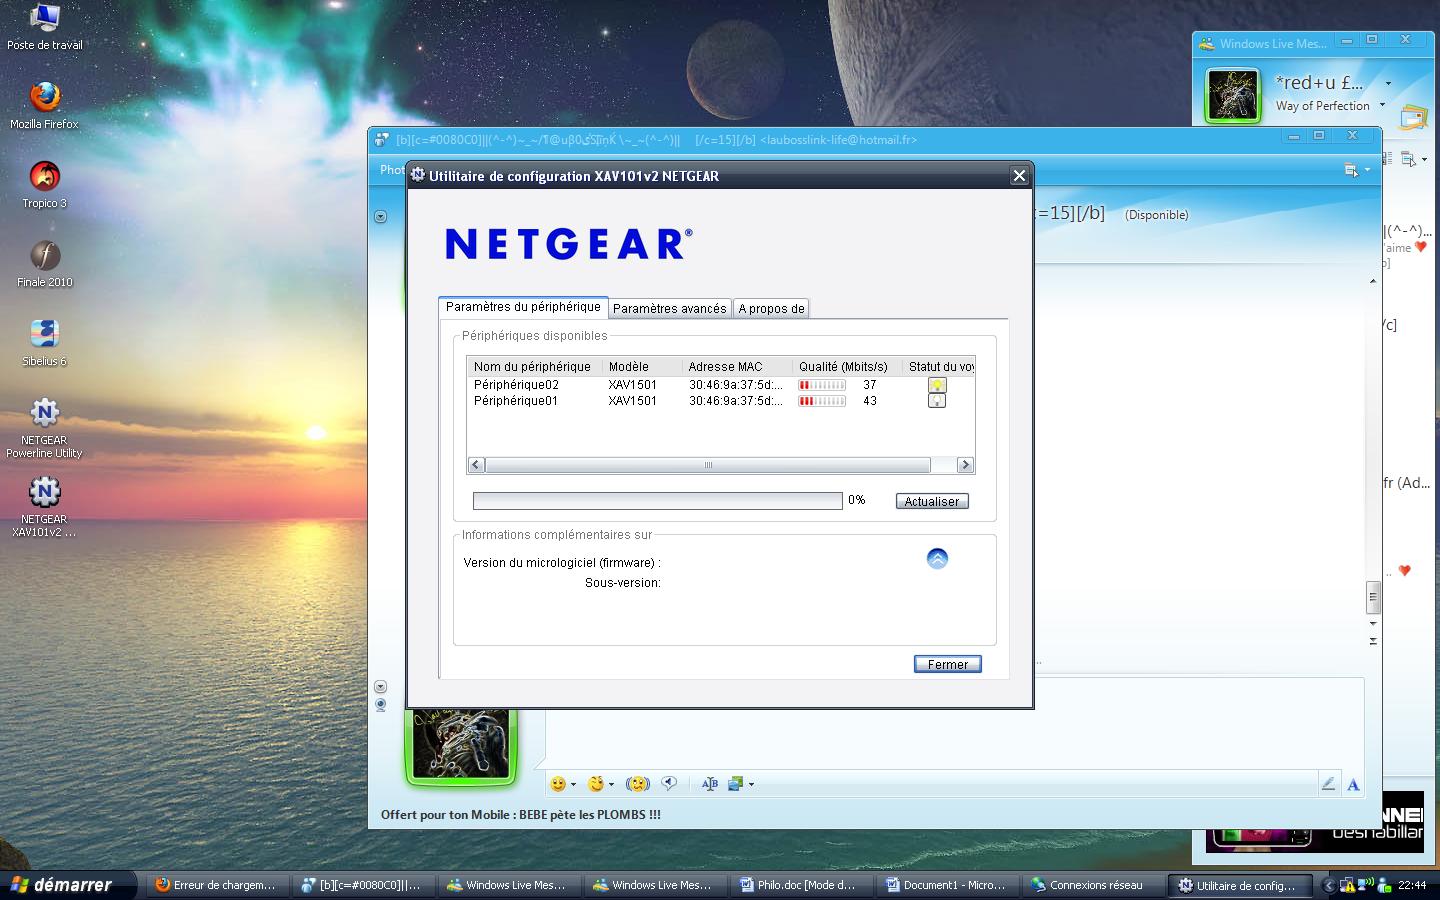 Poste de travail
Mozilla Firefox
Tropico 3
Finale 2010
Sibelius 6
NETGEAR
Powerline Utility
NETGEAR
XAV101v2 ...
Windows Live Mes...
*red+u £...
Way of Perfection
|(^-^)...
'aime
b]
/c]
fr (Ad...
..
NNEL
déshabillar
[/c=15][/b] <laubosslink-life@hotmail.fr>
Phot
:=15][/b] (Disponible)
Utilitaire de configuration XAV101v2 NETGEAR
NETGEAR®
Paramètres du périphérique
Paramètres avancés
A propos de
Périphériques disponibles
Nom du périphérique Modèle Adresse MAC Qualité (Mbits/s) Statut du voy
Périphérique02 XAV1501 30:46:9a:37:5d:... 37
Périphérique01 XAV1501 30:46:9a:37:5d:... 43
0%
Actualiser
Informations complémentaires sur
Version du micrologiciel (firmware) :
Sous-version:
Fermer
Offert pour ton Mobile : BEBE pète les PLOMBS !!!
démarrer
Erreur de chargem...
[b][c=#0080C0]||(...
Windows Live Mes...
Windows Live Mes...
Philo.doc [Mode d...
Document1 - Micro...
Connexions réseau
Utilitaire de config...
22:44